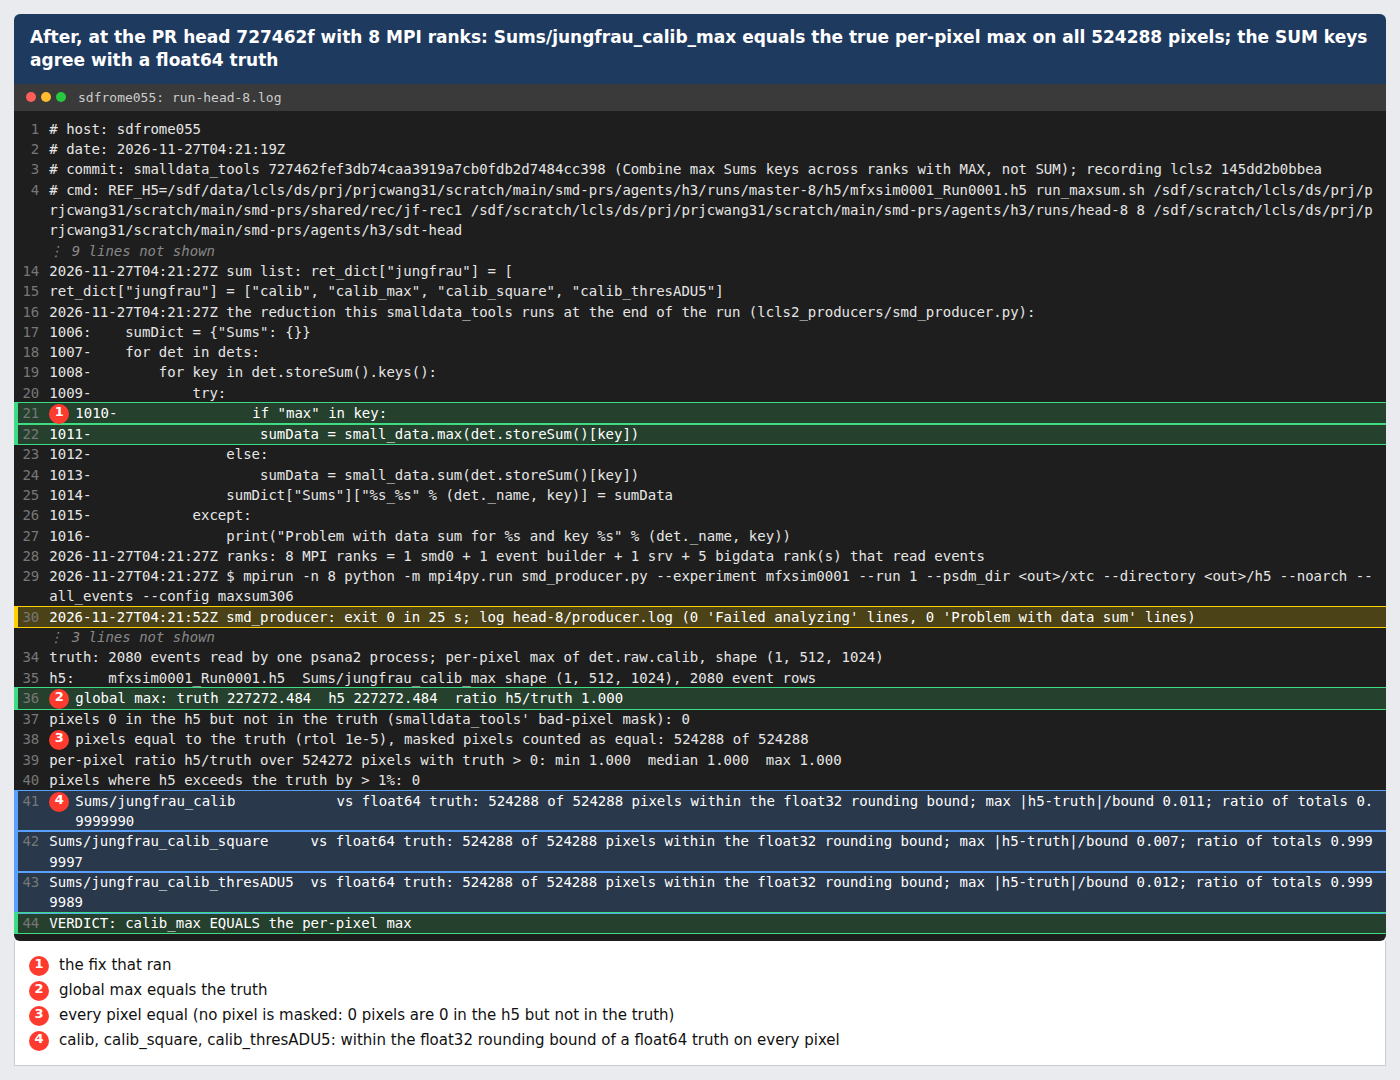 After, at the PR head 727462f with 8 MPI ranks: Sums/jungfrau_calib_max equals the true per-pixel max on all 524288 pixels; the SUM keys
agree with a float64 truth
sdfrome055: run-head-8.log
1 # host: sdfrome055
2 # date: 2026-11-27T04:21:19Z
3 # commit: smalldata_tools 727462fef3db74caa3919a7cb0fdb2d7484cc398 (Combine max Sums keys across ranks with MAX, not SUM); recording lcls2 145dd2b0bbea
4 # cmd: REF_H5=/sdf/data/lcls/ds/prj/prjcwang31/scratch/main/smd-prs/agents/h3/runs/master-8/h5/mfxsim0001_Run0001.h5 run_maxsum.sh /sdf/scratch/lcls/ds/prj/p
rjcwang31/scratch/main/smd-prs/shared/rec/jf-rec1 /sdf/scratch/lcls/ds/prj/prjcwang31/scratch/main/smd-prs/agents/h3/runs/head-8 8 /sdf/scratch/lcls/ds/prj/p
rjcwang31/scratch/main/smd-prs/agents/h3/sdt-head
⋮ 9 lines not shown
14 2026-11-27T04:21:27Z sum list: ret_dict["jungfrau"] = [
15 ret_dict["jungfrau"] = ["calib", "calib_max", "calib_square", "calib_thresADU5"]
16 2026-11-27T04:21:27Z the reduction this smalldata_tools runs at the end of the run (lcls2_producers/smd_producer.py):
17 1006:    sumDict = {"Sums": {}}
18 1007-    for det in dets:
19 1008-        for key in det.storeSum().keys():
20 1009-            try:
21 1 1010-                if "max" in key:
22 1011-                    sumData = small_data.max(det.storeSum()[key])
23 1012-                else:
24 1013-                    sumData = small_data.sum(det.storeSum()[key])
25 1014-                sumDict["Sums"]["%s_%s" % (det._name, key)] = sumData
26 1015-            except:
27 1016-                print("Problem with data sum for %s and key %s" % (det._name, key))
28 2026-11-27T04:21:27Z ranks: 8 MPI ranks = 1 smd0 + 1 event builder + 1 srv + 5 bigdata rank(s) that read events
29 2026-11-27T04:21:27Z $ mpirun -n 8 python -m mpi4py.run smd_producer.py --experiment mfxsim0001 --run 1 --psdm_dir <out>/xtc --directory <out>/h5 --noarch --
all_events --config maxsum306
30 2026-11-27T04:21:52Z smd_producer: exit 0 in 25 s; log head-8/producer.log (0 'Failed analyzing' lines, 0 'Problem with data sum' lines)
⋮ 3 lines not shown
34 truth: 2080 events read by one psana2 process; per-pixel max of det.raw.calib, shape (1, 512, 1024)
35 h5:    mfxsim0001_Run0001.h5  Sums/jungfrau_calib_max shape (1, 512, 1024), 2080 event rows
36 2 global max: truth 227272.484  h5 227272.484  ratio h5/truth 1.000
37 pixels 0 in the h5 but not in the truth (smalldata_tools' bad-pixel mask): 0
38 3 pixels equal to the truth (rtol 1e-5), masked pixels counted as equal: 524288 of 524288
39 per-pixel ratio h5/truth over 524272 pixels with truth > 0: min 1.000  median 1.000  max 1.000
40 pixels where h5 exceeds the truth by > 1%: 0
41 4 Sums/jungfrau_calib            vs float64 truth: 524288 of 524288 pixels within the float32 rounding bound; max |h5-truth|/bound 0.011; ratio of totals 0.
9999990
42 Sums/jungfrau_calib_square     vs float64 truth: 524288 of 524288 pixels within the float32 rounding bound; max |h5-truth|/bound 0.007; ratio of totals 0.999
9997
43 Sums/jungfrau_calib_thresADU5  vs float64 truth: 524288 of 524288 pixels within the float32 rounding bound; max |h5-truth|/bound 0.012; ratio of totals 0.999
9989
44 VERDICT: calib_max EQUALS the per-pixel max
1 the fix that ran
2 global max equals the truth
3 every pixel equal (no pixel is masked: 0 pixels are 0 in the h5 but not in the truth)
4 calib, calib_square, calib_thresADU5: within the float32 rounding bound of a float64 truth on every pixel